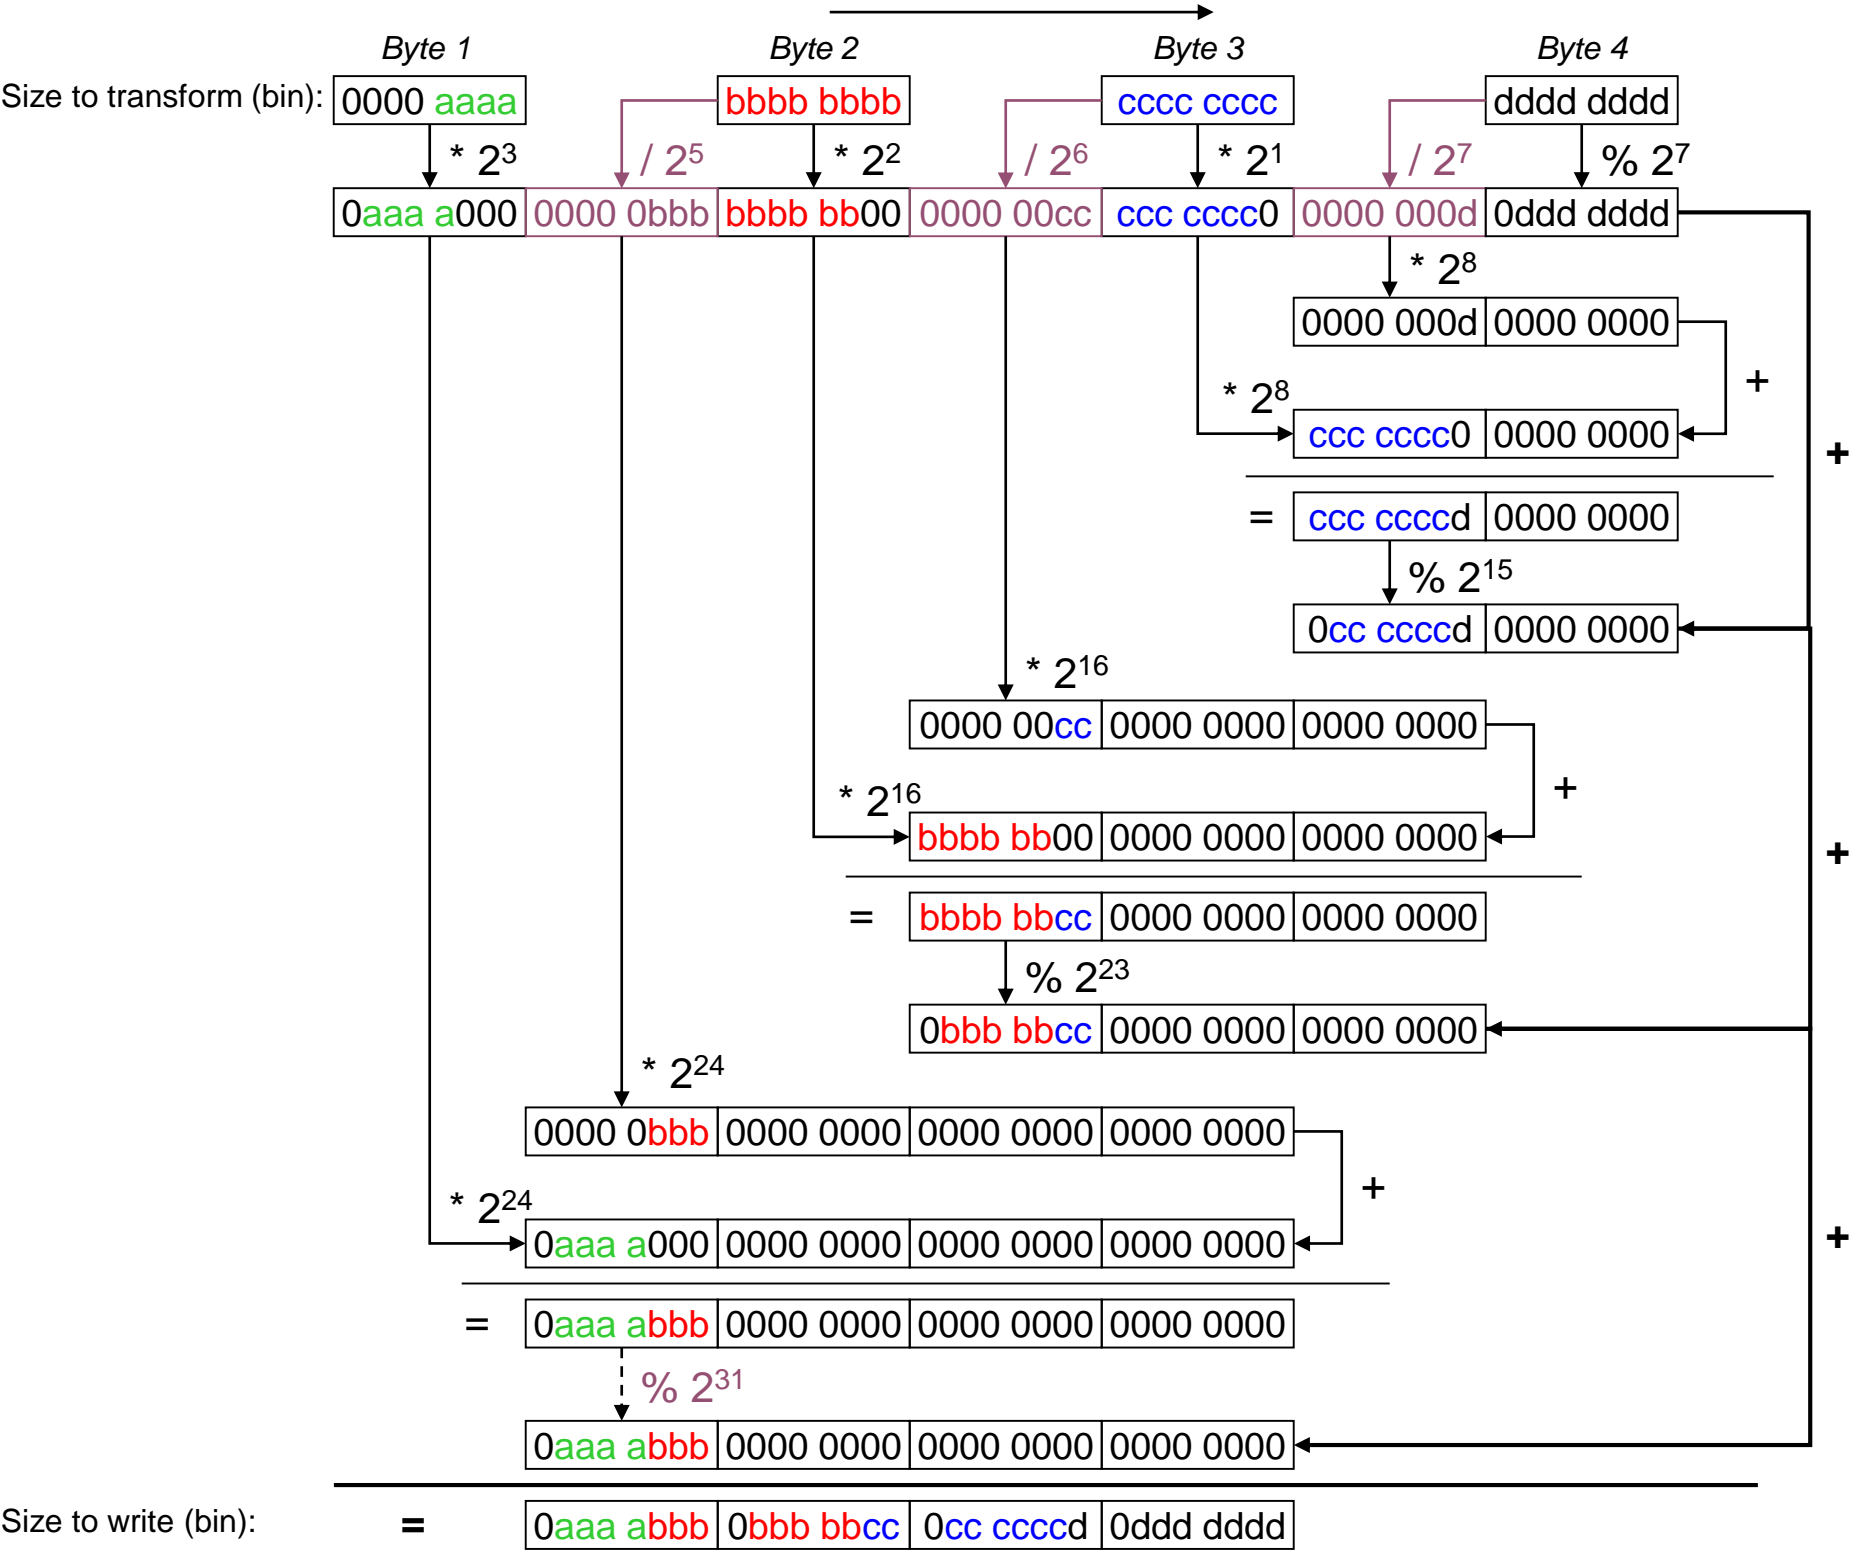 Byte 1 Byte 2 Byte 3 Byte 4
Size to transform (bin): 0000 aaaa bbbb bbbb cccc cccc dddd dddd
* 2³ / 2⁵ * 2² / 2⁶ * 2¹ / 2⁷ % 2⁷
0aaa a000 0000 0bbb bbbb bb00 0000 00cc ccc cccc0 0000 000d 0ddd dddd
* 2⁸
0000 000d 0000 0000
+
* 2⁸
ccc cccc0 0000 0000
+
= ccc ccccd 0000 0000
% 2¹⁵
0cc ccccd 0000 0000
* 2¹⁶
0000 00cc 0000 0000 0000 0000
+
* 2¹⁶
bbbb bb00 0000 0000 0000 0000
+
= bbbb bbcc 0000 0000 0000 0000
% 2²³
0bbb bbcc 0000 0000 0000 0000
* 2²⁴
0000 0bbb 0000 0000 0000 0000 0000 0000
+
* 2²⁴
0aaa a000 0000 0000 0000 0000 0000 0000
+
= 0aaa abbb 0000 0000 0000 0000 0000 0000
% 2³¹
0aaa abbb 0000 0000 0000 0000 0000 0000
Size to write (bin): = 0aaa abbb 0bbb bbcc 0cc ccccd 0ddd dddd